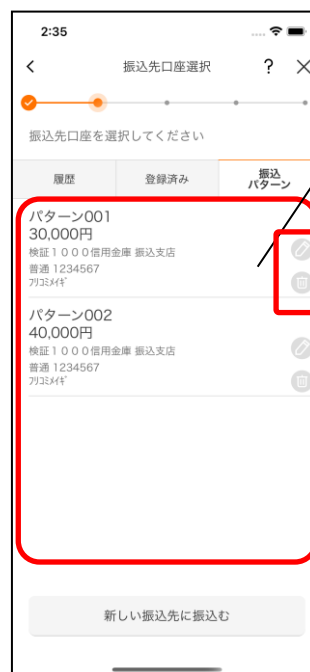 2:35
振込先口座選択 ?
振込先口座を選択してください
履歴
登録済み
振込
パターン
パターン001
30,000円
検証1000信用金庫 振込支店
普通 1234567
フリコミメイギ
パターン002
40,000円
検証1000信用金庫 振込支店
普通 1234567
フリコミメイギ
新しい振込先に振込む